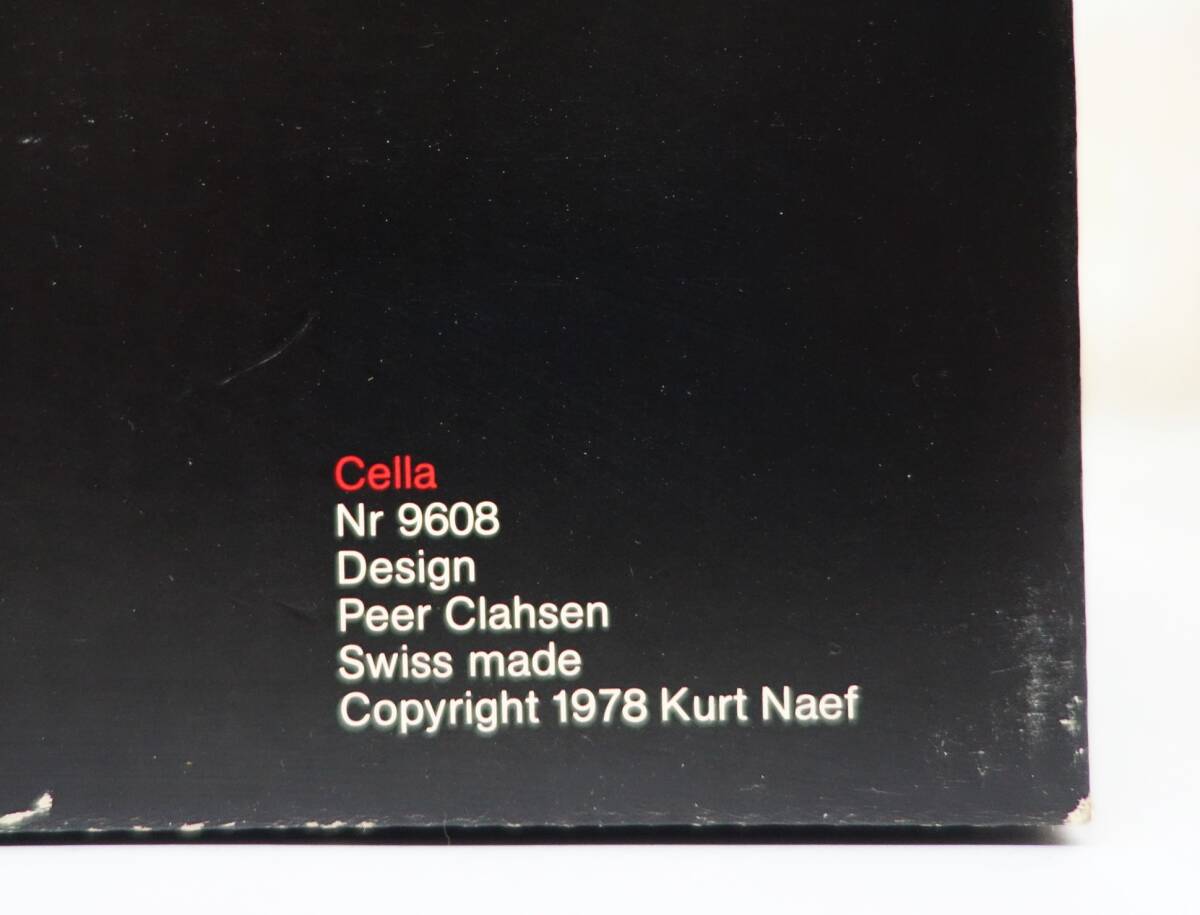 Cella
Nr 9608
Design
Peer Clahsen
Swiss made
Copyright 1978 Kurt Naef